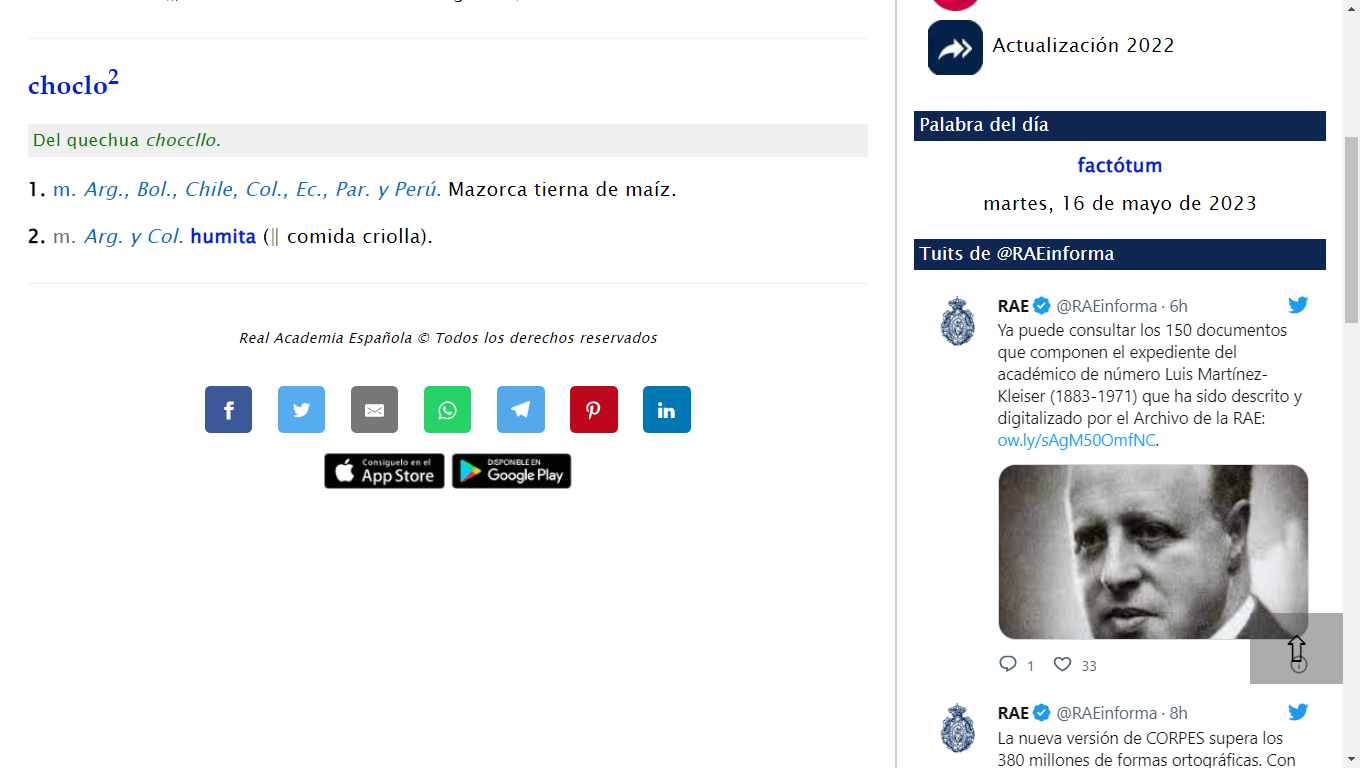 choclo2
Del quechua choccllo.
1. m. Arg., Bol., Chile, Col., Ec., Par. y Perú. Mazorca tierna de maíz.
2. m. Arg. y Col. humita (‖ comida criolla).
Real Academia Española © Todos los derechos reservados
Consíguelo en el
App Store
DISPONIBLE EN
Google Play
Actualización 2022
Palabra del día
factótum
martes, 16 de mayo de 2023
Tuits de @RAEinforma
RAE @RAEinforma · 6h
Ya puede consultar los 150 documentos
que componen el expediente del
académico de número Luis Martínez-
Kleiser (1883-1971) que ha sido descrito y
digitalizado por el Archivo de la RAE:
ow.ly/sAgM50OmfNC.
1 33
RAE @RAEinforma · 8h
La nueva versión de CORPES supera los
380 millones de formas ortográficas. Con